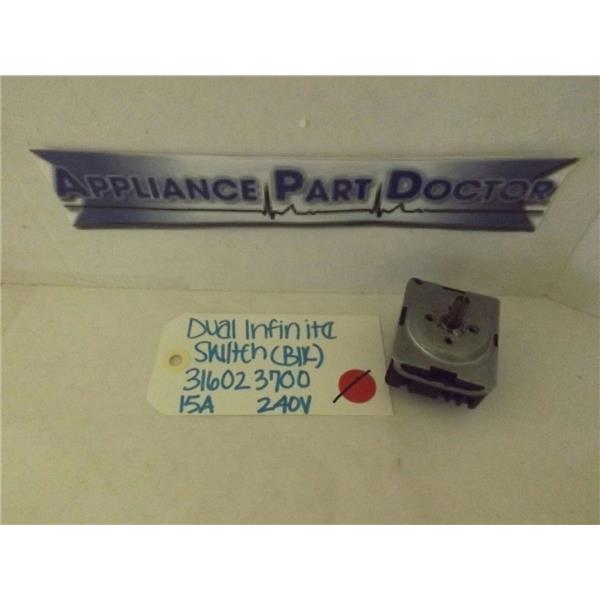 APPLIANCE PART DOCTOR
Dual Infinite
Switch (Blk)
316023700
15A 240V